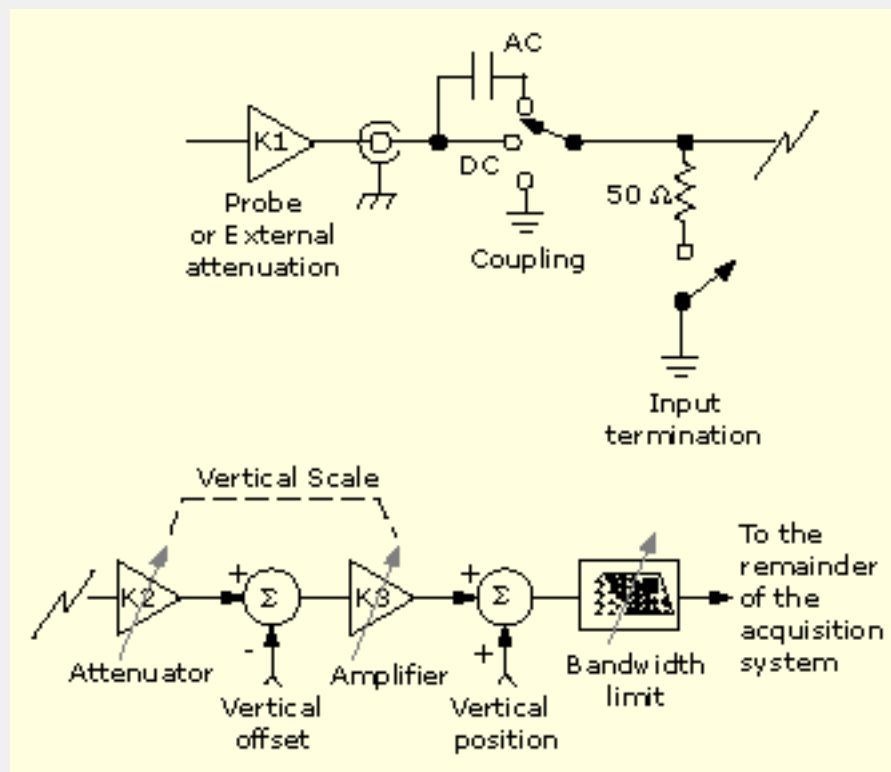 AC
K1
DC
50 Ω
Probe
or External
attenuation
Coupling
Input
termination
Vertical Scale
To the
remainder
of the
acquisition
system
K2
+
Σ
K3
+
Σ
-
+
Attenuator
Amplifier
Bandwidth
limit
Vertical
offset
Vertical
position